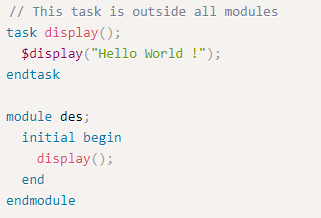 // This task is outside all modules
task display();
  $display("Hello World !");
endtask

module des;
  initial begin
    display();
  end
endmodule